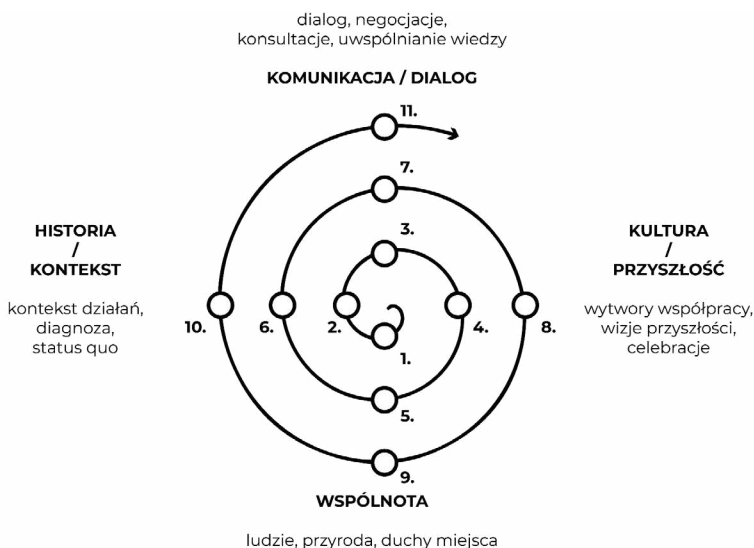 dialog, negocjacje,
konsultacje, uwspólnianie wiedzy
KOMUNIKACJA / DIALOG
11.
7.
3.
HISTORIA
/
KONTEKST
kontekst działań,
diagnoza,
status quo
KULTURA
/
PRZYSZŁOŚĆ
wytwory współpracy,
wizje przyszłości,
celebracje
10.
6.
2.
4.
8.
1.
5.
9.
WSPÓLNOTA
ludzie, przyroda, duchy miejsca